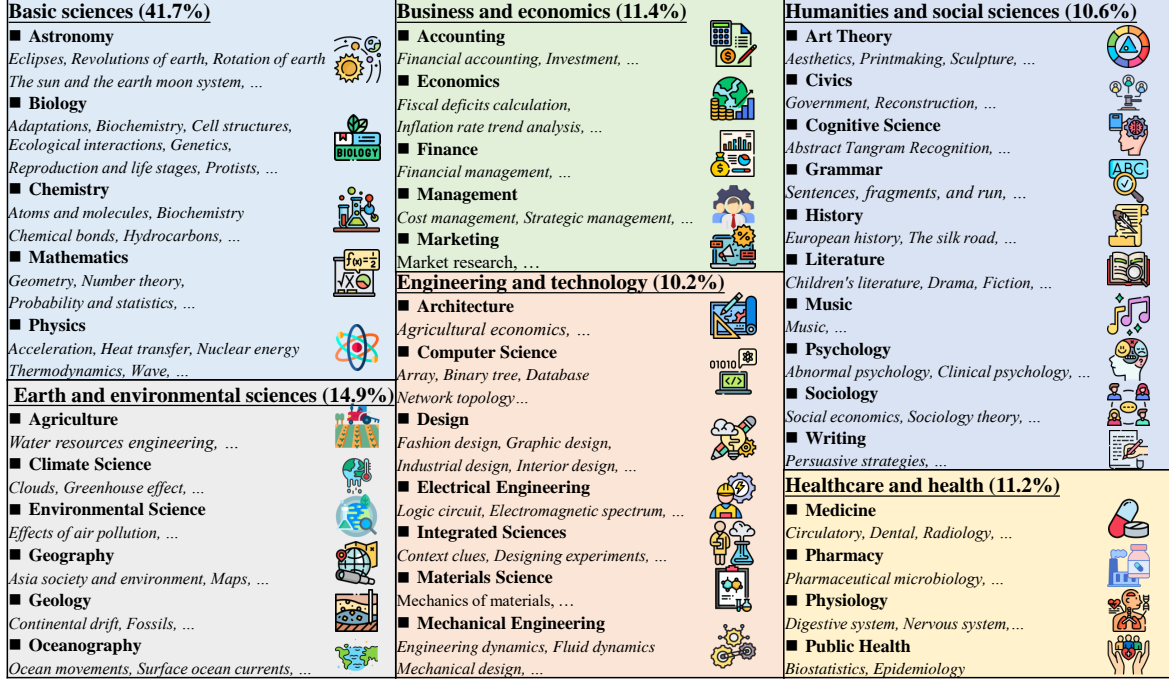 Basic sciences (41.7%)
■ Astronomy
Eclipses, Revolutions of earth, Rotation of earth
The sun and the earth moon system, …
■ Biology
Adaptations, Biochemistry, Cell structures,
Ecological interactions, Genetics,
Reproduction and life stages, Protists, …
BIOLOGY
■ Chemistry
Atoms and molecules, Biochemistry
Chemical bonds, Hydrocarbons, …
■ Mathematics
Geometry, Number theory,
Probability and statistics, …
f(x)=1/2
√X
■ Physics
Acceleration, Heat transfer, Nuclear energy
Thermodynamics, Wave, …
Earth and environmental sciences (14.9%)
■ Agriculture
Water resources engineering, …
■ Climate Science
Clouds, Greenhouse effect, …
■ Environmental Science
Effects of air pollution, …
■ Geography
Asia society and environment, Maps, …
■ Geology
Continental drift, Fossils, …
■ Oceanography
Ocean movements, Surface ocean currents, …
Business and economics (11.4%)
■ Accounting
Financial accounting, Investment, …
$
■ Economics
Fiscal deficits calculation,
Inflation rate trend analysis, …
■ Finance
Financial management, …
$
■ Management
Cost management, Strategic management, …
■ Marketing
Market research, …
%
Engineering and technology (10.2%)
■ Architecture
Agricultural economics, …
■ Computer Science
Array, Binary tree, Database
Network topology…
01010
</>
■ Design
Fashion design, Graphic design,
Industrial design, Interior design, …
■ Electrical Engineering
Logic circuit, Electromagnetic spectrum, …
■ Integrated Sciences
Context clues, Designing experiments, …
■ Materials Science
Mechanics of materials, …
■ Mechanical Engineering
Engineering dynamics, Fluid dynamics
Mechanical design, …
Humanities and social sciences (10.6%)
■ Art Theory
Aesthetics, Printmaking, Sculpture, …
■ Civics
Government, Reconstruction, …
■ Cognitive Science
Abstract Tangram Recognition, …
■ Grammar
Sentences, fragments, and run, …
ABC
■ History
European history, The silk road, …
■ Literature
Children's literature, Drama, Fiction, …
■ Music
Music, …
■ Psychology
Abnormal psychology, Clinical psychology, …
■ Sociology
Social economics, Sociology theory, …
■ Writing
Persuasive strategies, …
Healthcare and health (11.2%)
■ Medicine
Circulatory, Dental, Radiology, …
■ Pharmacy
Pharmaceutical microbiology, …
■ Physiology
Digestive system, Nervous system,…
■ Public Health
Biostatistics, Epidemiology